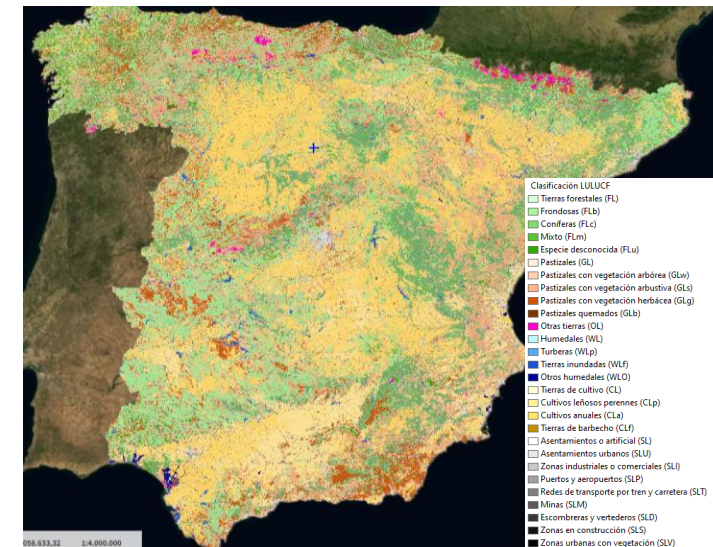 Clasificación LULUCF
Tierras forestales (FL)
Frondosas (FLb)
Coníferas (FLc)
Mixto (FLm)
Especie desconocida (FLu)
Pastizales (GL)
Pastizales con vegetación arbórea (GLw)
Pastizales con vegetación arbustiva (GLs)
Pastizales con vegetación herbácea (GLg)
Pastizales quemados (GLb)
Otras tierras (OL)
Humedales (WL)
Turberas (WLp)
Tierras inundadas (WLf)
Otros humedales (WLO)
Tierras de cultivo (CL)
Cultivos leñosos perennes (CLp)
Cultivos anuales (CLa)
Tierras de barbecho (CLf)
Asentamientos o artificial (SL)
Asentamientos urbanos (SLU)
Zonas industriales o comerciales (SLI)
Puertos y aeropuertos (SLP)
Redes de transporte por tren y carretera (SLT)
Minas (SLM)
Escombreras y vertederos (SLD)
Zonas en construcción (SLS)
Zonas urbanas con vegetación (SLV)
058.633,32 1:4.000.000